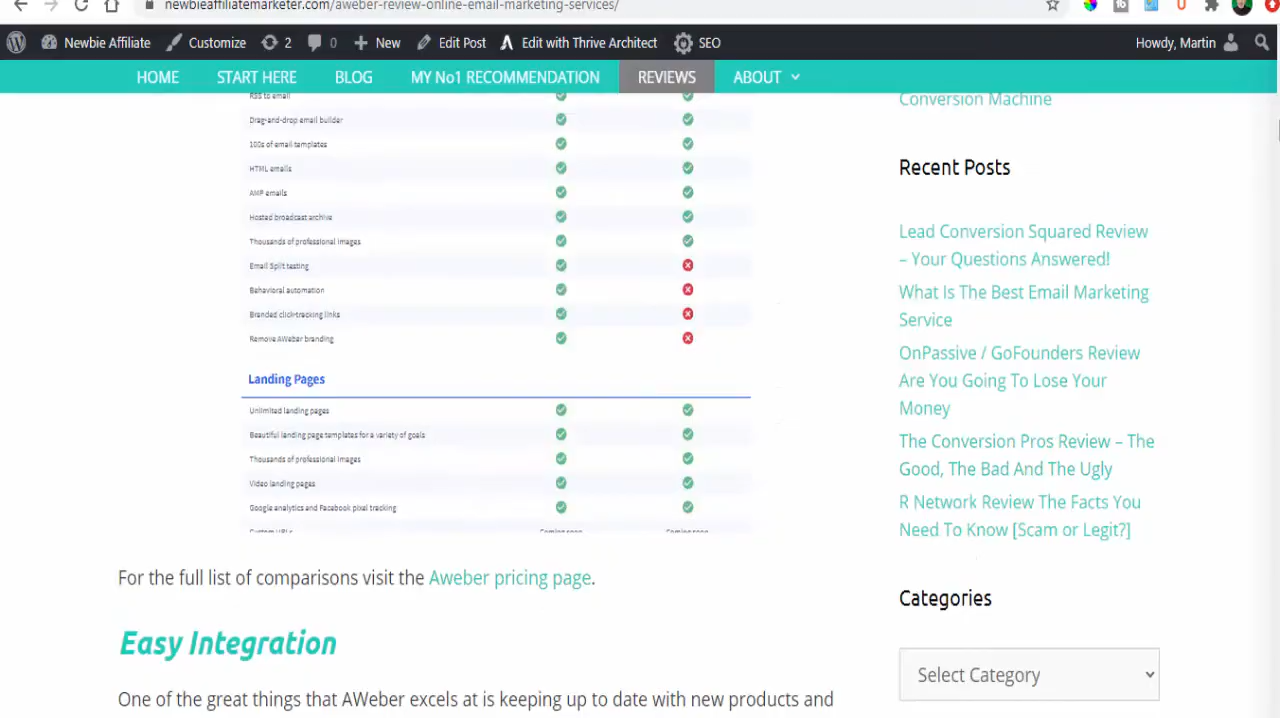 newbieaffiliatemarketer.com/aweber-review-online-email-marketing-services/
Newbie Affiliate
Customize
2
0
New
Edit Post
Edit with Thrive Architect
SEO
Howdy, Martin
HOME
START HERE
BLOG
MY No1 RECOMMENDATION
REVIEWS
ABOUT
RSS to email
Drag-and-drop email builder
100s of email templates
HTML emails
AMP emails
Hosted broadcast archive
Thousands of professional images
Email Split testing
Behavioral automation
Branded click-tracking links
Remove AWeber branding
Landing Pages
Unlimited landing pages
Beautiful landing page templates for a variety of goals
Thousands of professional images
Video landing pages
Google analytics and Facebook pixel tracking
Custom URLs Coming soon Coming soon
For the full list of comparisons visit the Aweber pricing page.
Easy Integration
One of the great things that AWeber excels at is keeping up to date with new products and
Conversion Machine
Recent Posts
Lead Conversion Squared Review
– Your Questions Answered!
What Is The Best Email Marketing
Service
OnPassive / GoFounders Review
Are You Going To Lose Your
Money
The Conversion Pros Review – The
Good, The Bad And The Ugly
R Network Review The Facts You
Need To Know [Scam or Legit?]
Categories
Select Category